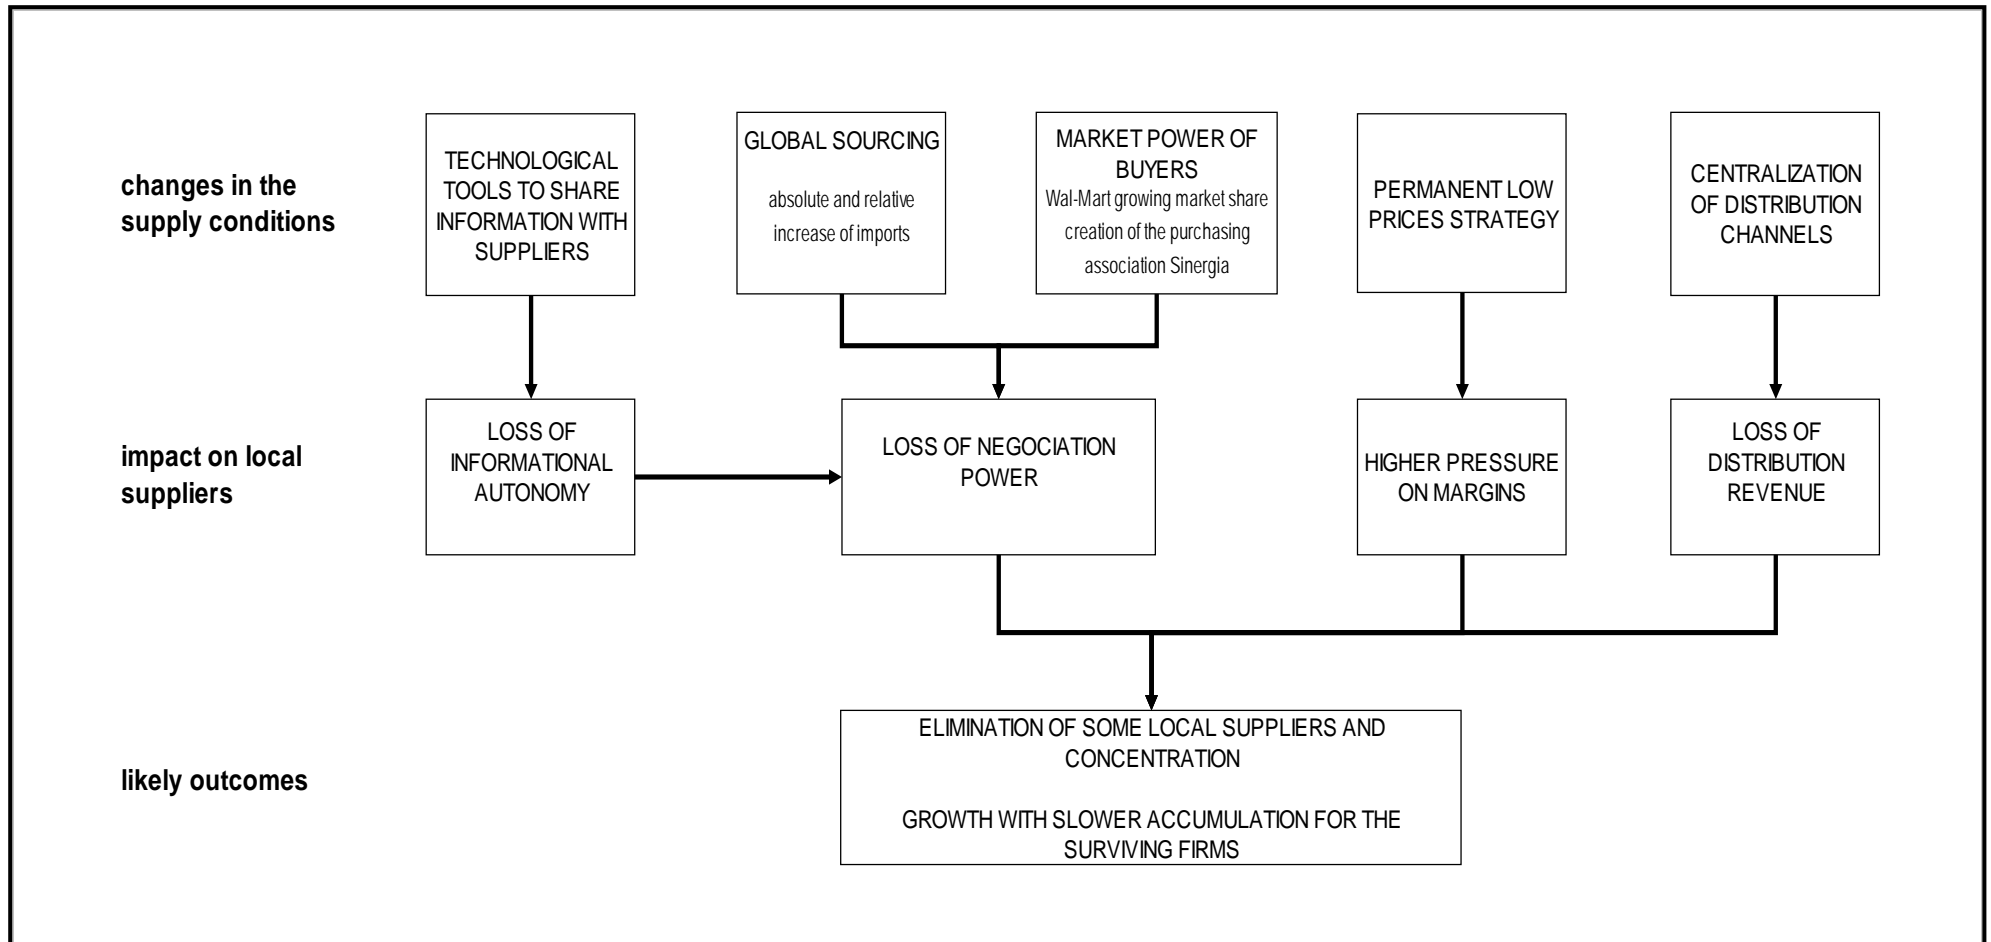 changes in the
supply conditions
TECHNOLOGICAL
TOOLS TO SHARE
INFORMATION WITH
SUPPLIERS
GLOBAL SOURCING
absolute and relative
increase of imports
MARKET POWER OF
BUYERS
Wal-Mart growing market share
creation of the purchasing
association Sinergia
PERMANENT LOW
PRICES STRATEGY
CENTRALIZATION
OF DISTRIBUTION
CHANNELS
impact on local
suppliers
LOSS OF
INFORMATIONAL
AUTONOMY
LOSS OF NEGOCIATION
POWER
HIGHER PRESSURE
ON MARGINS
LOSS OF
DISTRIBUTION
REVENUE
likely outcomes
ELIMINATION OF SOME LOCAL SUPPLIERS AND
CONCENTRATION
GROWTH WITH SLOWER ACCUMULATION FOR THE
SURVIVING FIRMS